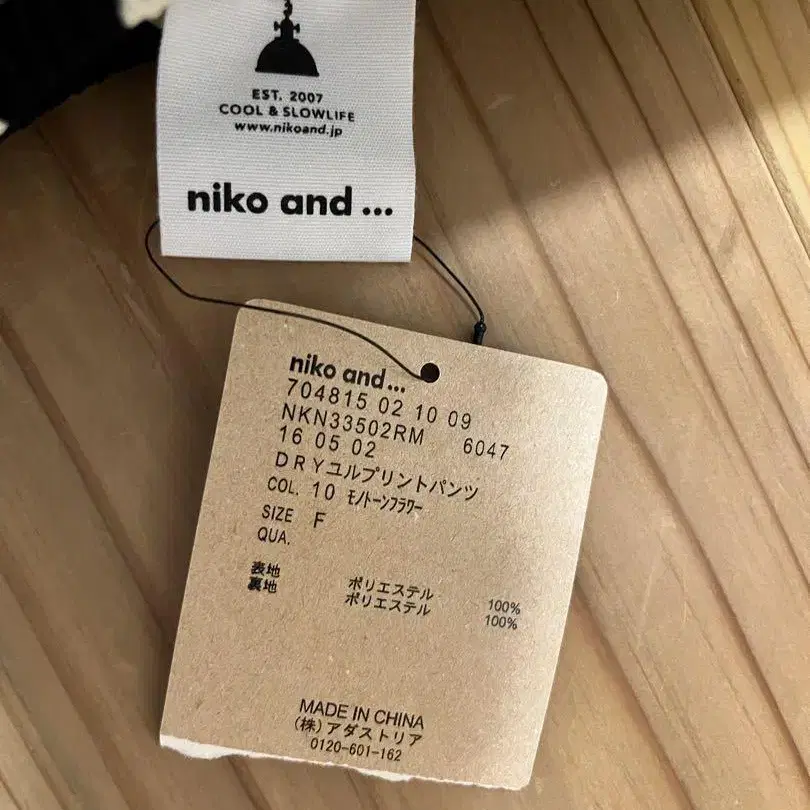 EST. 2007
COOL & SLOWLIFE
www.nikoand.jp
niko and ...
niko and ...
704815 02 10 09
NKN33502RM 6047
16 05 02
DRYユルプリントパンツ
COL. 10 ﾓﾉﾄｰﾝﾌﾗﾜｰ
SIZE F
QUA.
表地 ポリエステル 100%
裏地 ポリエステル 100%
MADE IN CHINA
(株)アダストリア
0120-601-162